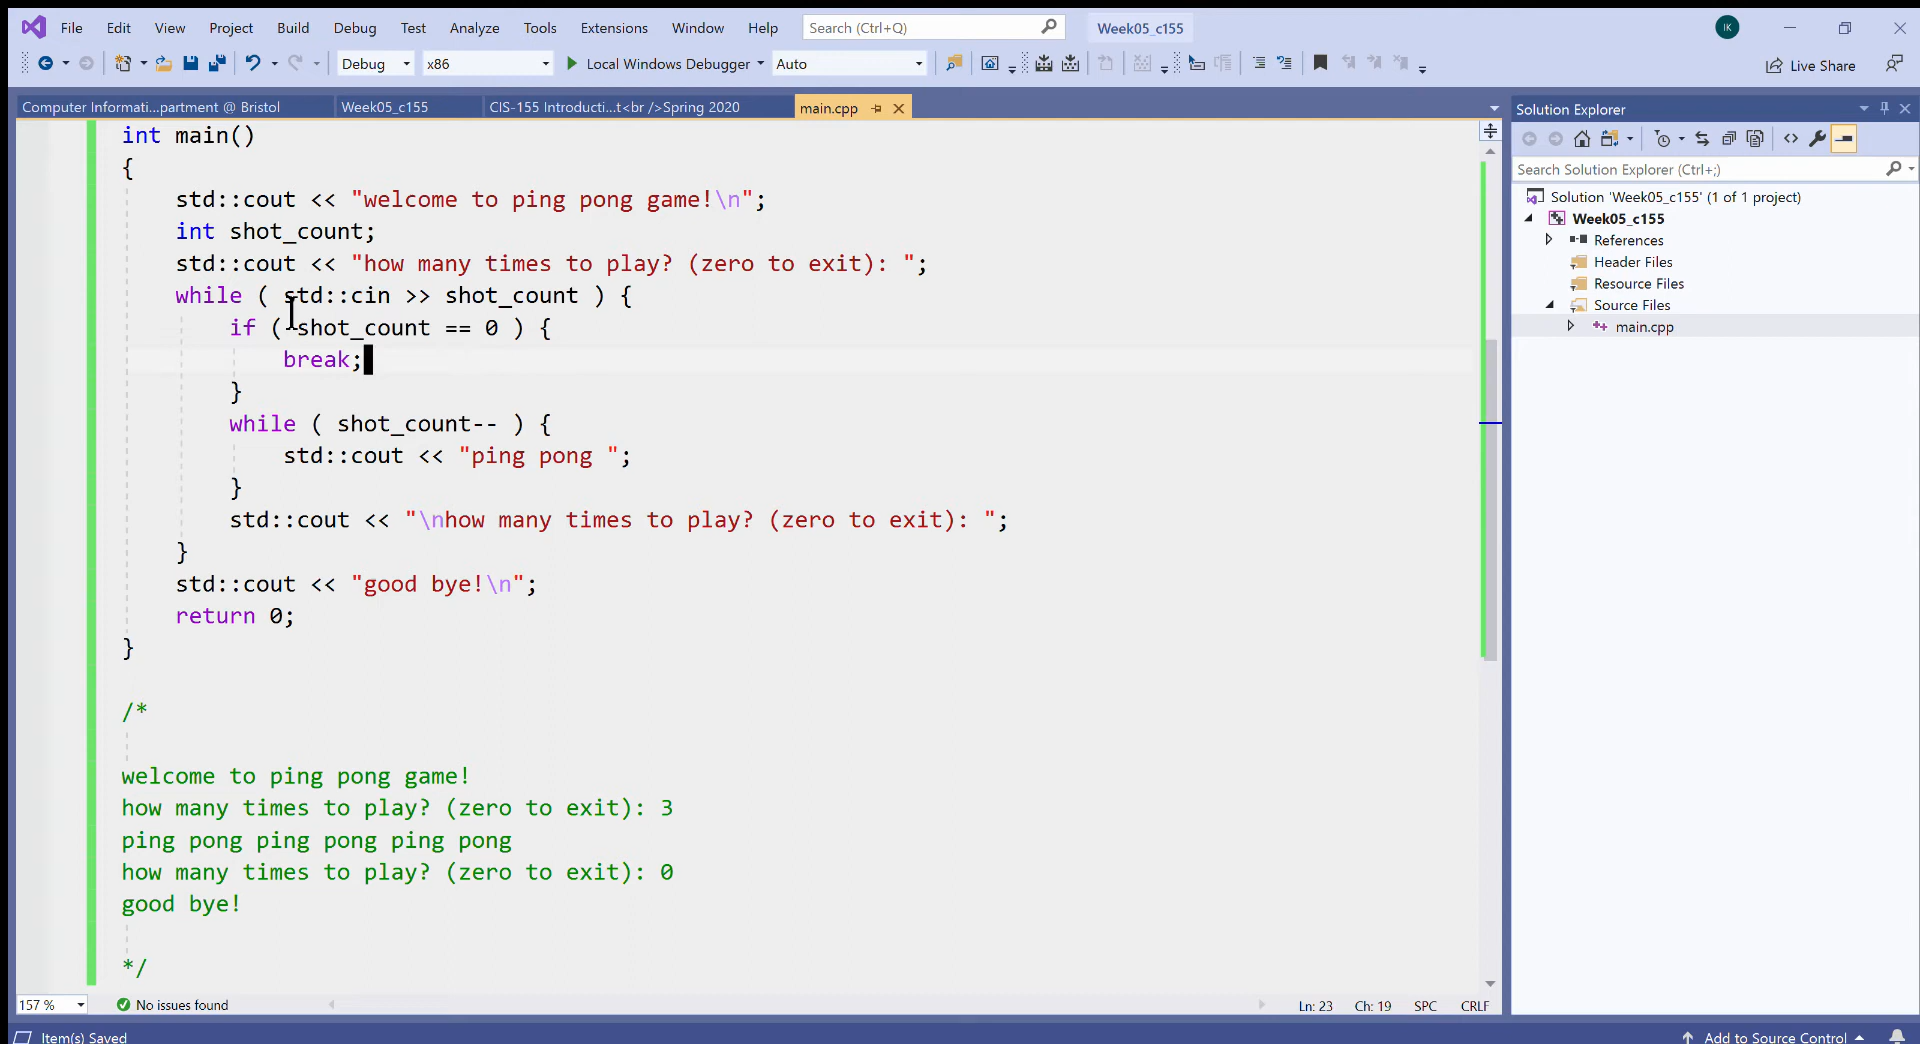 File Edit View Project Build Debug Test Analyze Tools Extensions Window Help Search (Ctrl+Q) Week05_c155 IK
Debug x86 Local Windows Debugger Auto Live Share
Computer Informati...partment @ Bristol Week05_c155 CIS-155 Introducti...t<br />Spring 2020 main.cpp
int main()
{
std::cout << "welcome to ping pong game!\n";
int shot_count;
std::cout << "how many times to play? (zero to exit): ";
while ( std::cin >> shot_count ) {
if ( shot_count == 0 ) {
break;
}
while ( shot_count-- ) {
std::cout << "ping pong ";
}
std::cout << "\nhow many times to play? (zero to exit): ";
}
std::cout << "good bye!\n";
return 0;
}
/*
welcome to ping pong game!
how many times to play? (zero to exit): 3
ping pong ping pong ping pong
how many times to play? (zero to exit): 0
good bye!
*/
157 % No issues found Ln: 23 Ch: 19 SPC CRLF
Solution Explorer
Search Solution Explorer (Ctrl+;)
Solution 'Week05_c155' (1 of 1 project)
Week05_c155
References
Header Files
Resource Files
Source Files
main.cpp
Item(s) Saved Add to Source Control